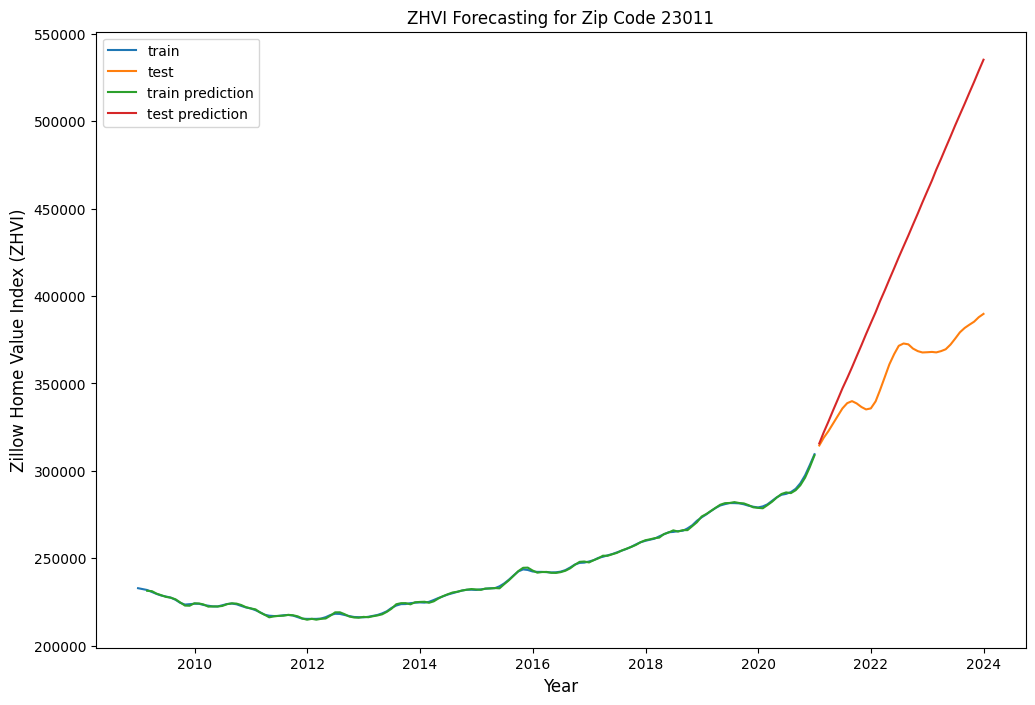 ZHVI Forecasting for Zip Code 23011
train
test
train prediction
test prediction
Zillow Home Value Index (ZHVI)
550000
500000
450000
400000
350000
300000
250000
200000
2010
2012
2014
2016
2018
2020
2022
2024
Year